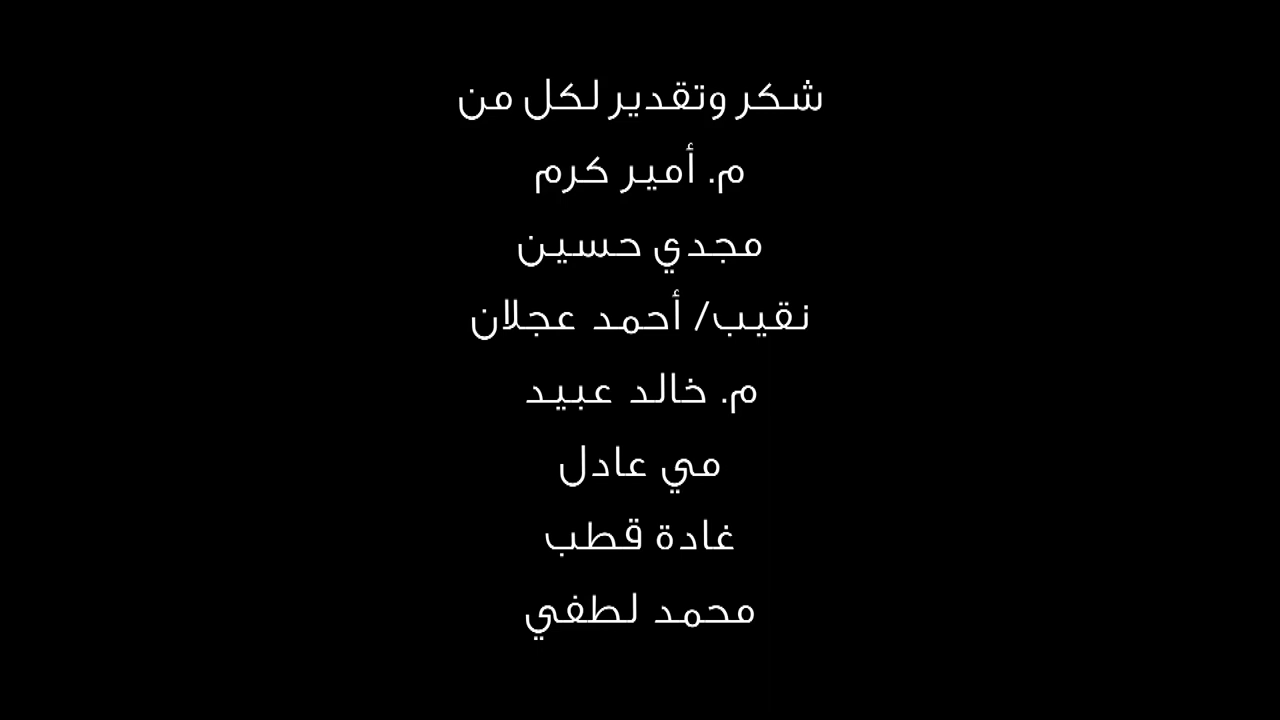 شكر وتقدير لكل من
م. أمير كرم
مجدي حسين
نقيب/ أحمد عجلان
م. خالد عبيد
مي عادل
غادة قطب
محمد لطفي